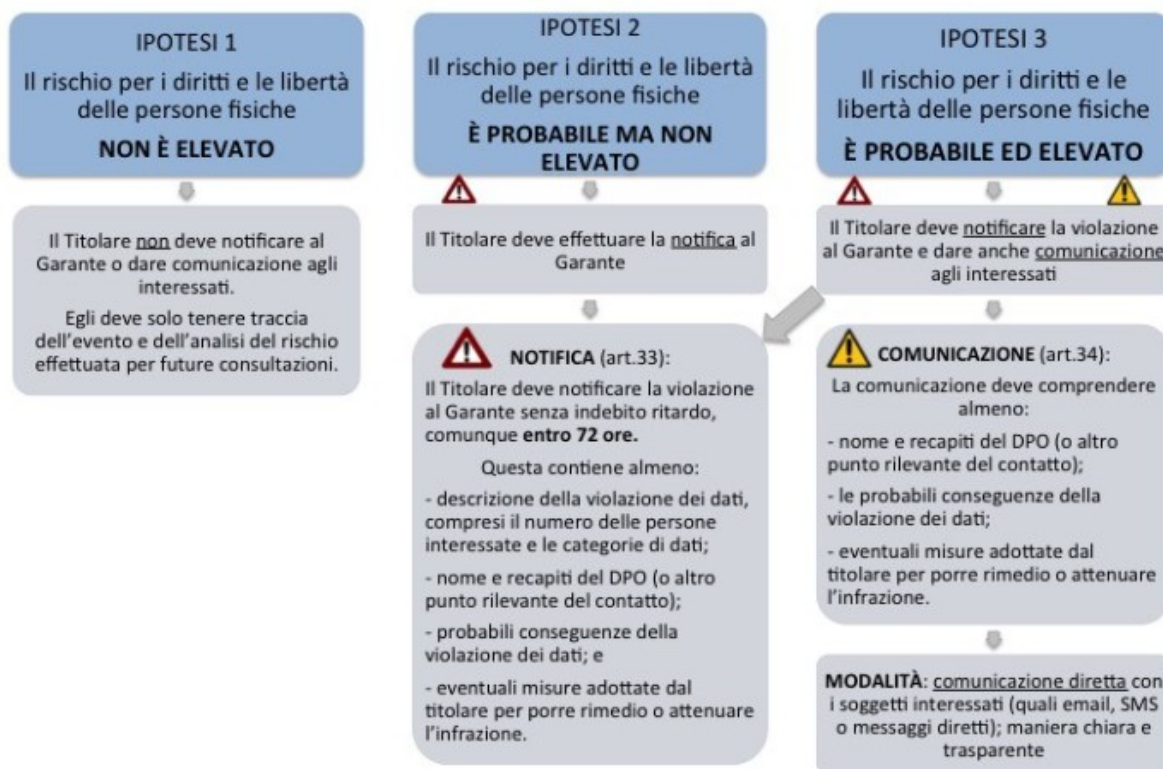 IPOTESI 1
Il rischio per i diritti e le libertà
delle persone fisiche
NON È ELEVATO
Il Titolare non deve notificare al
Garante o dare comunicazione agli
interessati.
Egli deve solo tenere traccia
dell'evento e dell'analisi del rischio
effettuata per future consultazioni.
IPOTESI 2
Il rischio per i diritti e le libertà
delle persone fisiche
È PROBABILE MA NON
ELEVATO
Il Titolare deve effettuare la notifica al
Garante
NOTIFICA (art.33):
Il Titolare deve notificare la violazione
al Garante senza indebito ritardo,
comunque entro 72 ore.
Questa contiene almeno:
- descrizione della violazione dei dati,
compresi il numero delle persone
interessate e le categorie di dati;
- nome e recapiti del DPO (o altro
punto rilevante del contatto);
- probabili conseguenze della
violazione dei dati; e
- eventuali misure adottate dal
titolare per porre rimedio o attenuare
l'infrazione.
IPOTESI 3
Il rischio per i diritti e le
libertà delle persone fisiche
È PROBABILE ED ELEVATO
Il Titolare deve notificare la violazione
al Garante e dare anche comunicazione
agli interessati
COMUNICAZIONE (art.34):
La comunicazione deve comprendere
almeno:
- nome e recapiti del DPO (o altro
punto rilevante del contatto);
- le probabili conseguenze della
violazione dei dati;
- eventuali misure adottate dal
titolare per porre rimedio o attenuare
l'infrazione.
MODALITÀ: comunicazione diretta con
i soggetti interessati (quali email, SMS
o messaggi diretti); maniera chiara e
trasparente